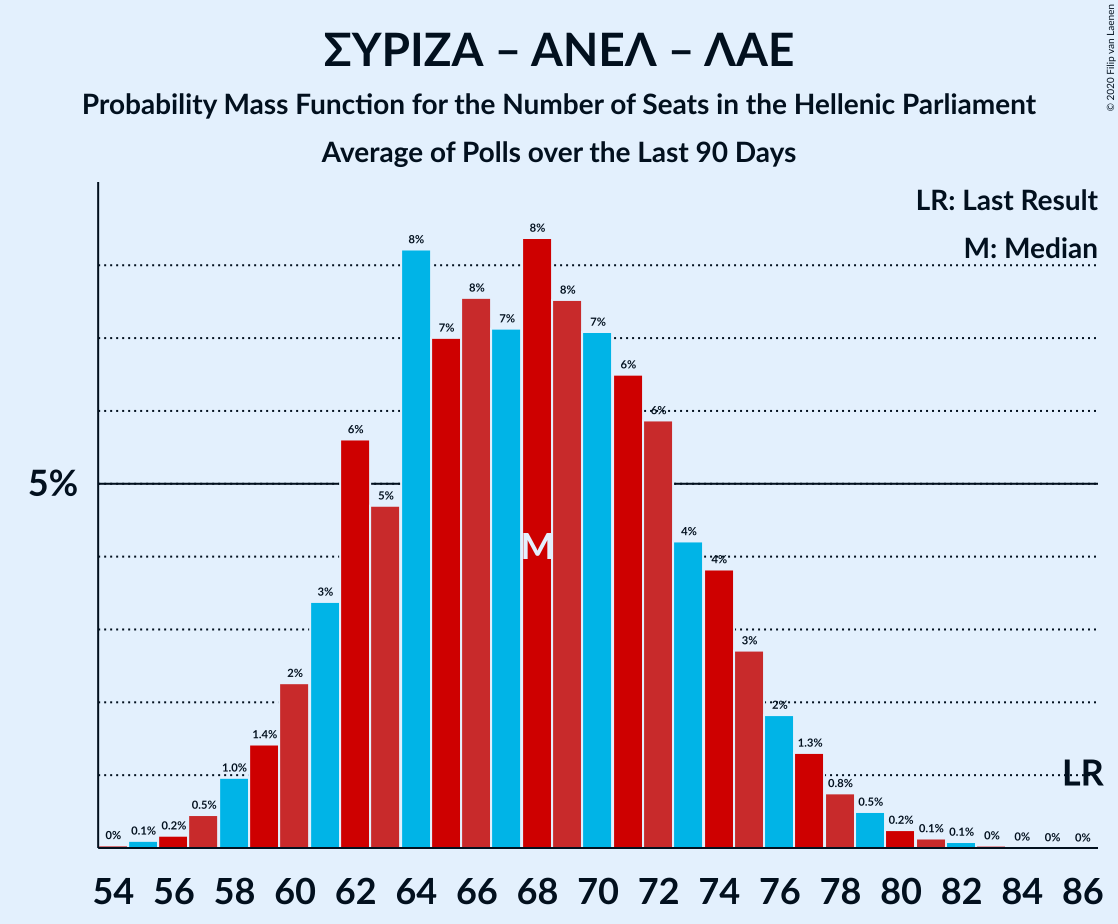 ΣΥΡΙΖΑ – ΑΝΕΛ – ΛΑΕ
Probability Mass Function for the Number of Seats in the Hellenic Parliament
Average of Polls over the Last 90 Days
© 2020 Filip van Laenen
LR: Last Result
M: Median
5%
0% 0.1% 0.2% 0.5% 1.0% 1.4% 2% 3% 6% 5% 8% 7% 8% 7% 8% 8% 7% 6% 6% 4% 4% 3% 2% 1.3% 0.8% 0.5% 0.2% 0.1% 0.1% 0% 0% 0% 0%
M
LR
54 56 58 60 62 64 66 68 70 72 74 76 78 80 82 84 86